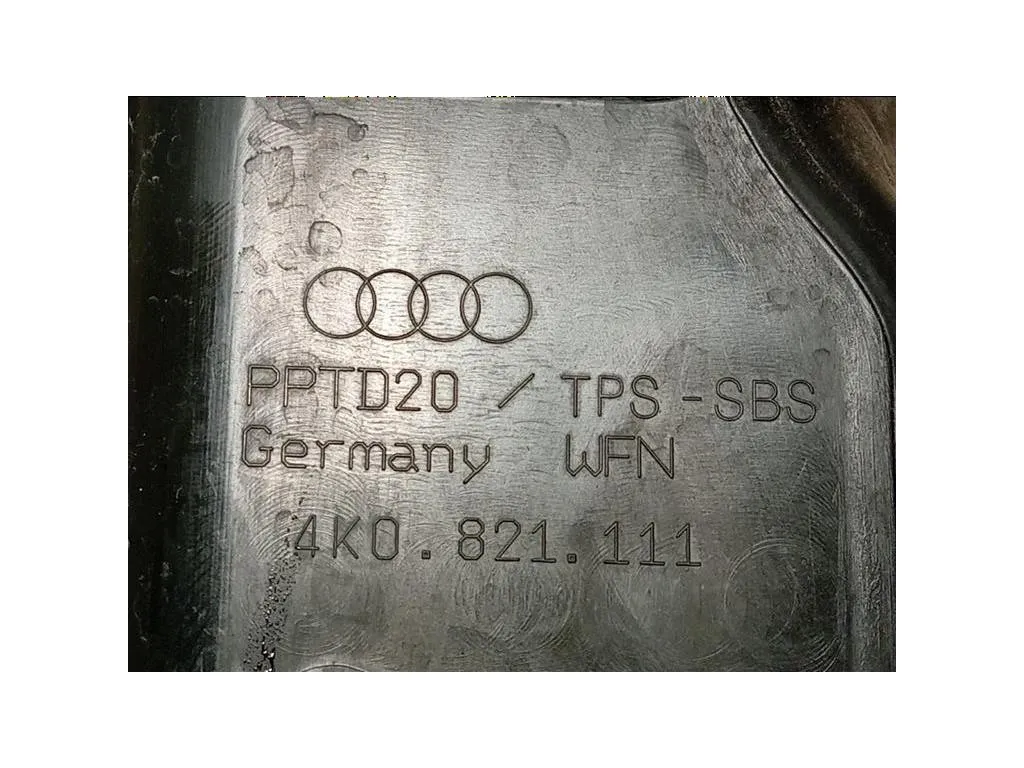 PPTD20 / TPS-SBS
Germany WFN
4K0.821.111